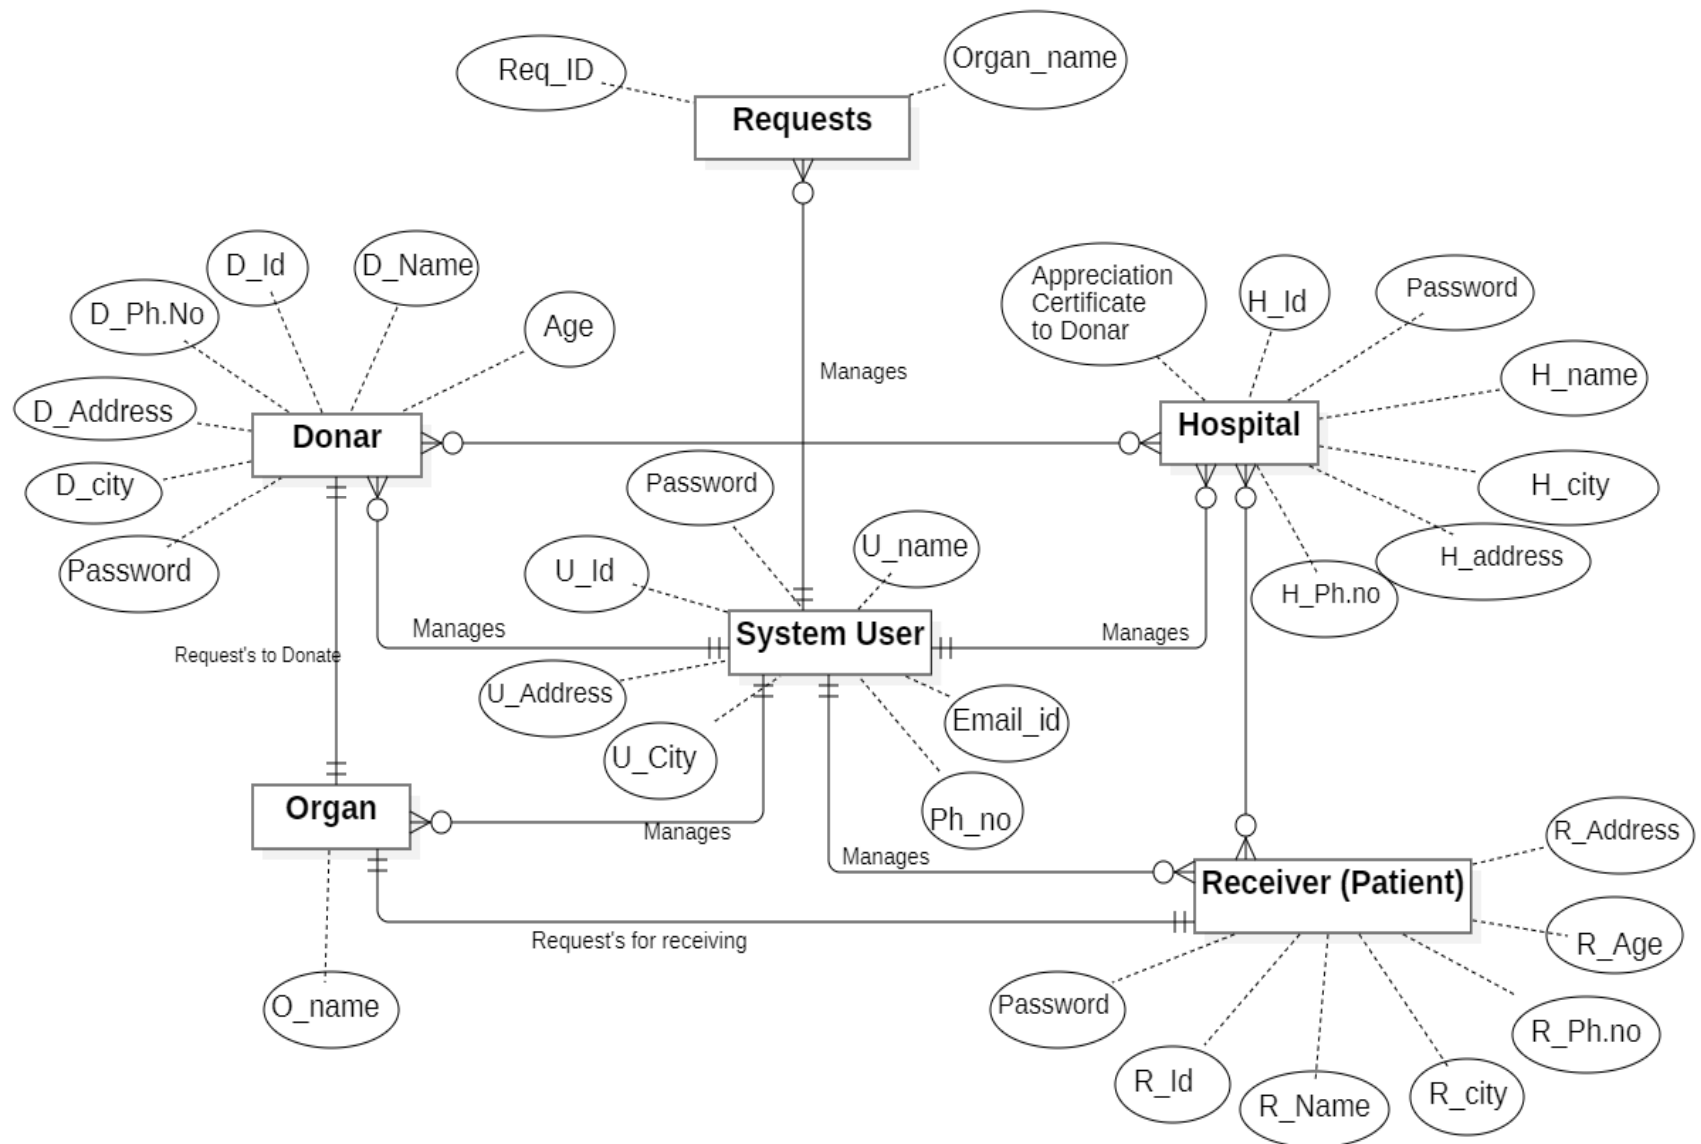 Organ_name
Req_ID
Requests
D_Id
D_Name
D_Ph.No
Age
D_Address
Donar
D_city
Password
Appreciation
Certificate
to Donar
H_Id
Password
H_name
Hospital
H_city
H_address
H_Ph.no
Manages
Password
U_name
U_Id
System User
Manages
Manages
Request's to Donate
U_Address
Email_id
U_City
Ph_no
Organ
Manages
Manages
Receiver (Patient)
R_Address
R_Age
Request's for receiving
O_name
Password
R_Ph.no
R_Id
R_Name
R_city